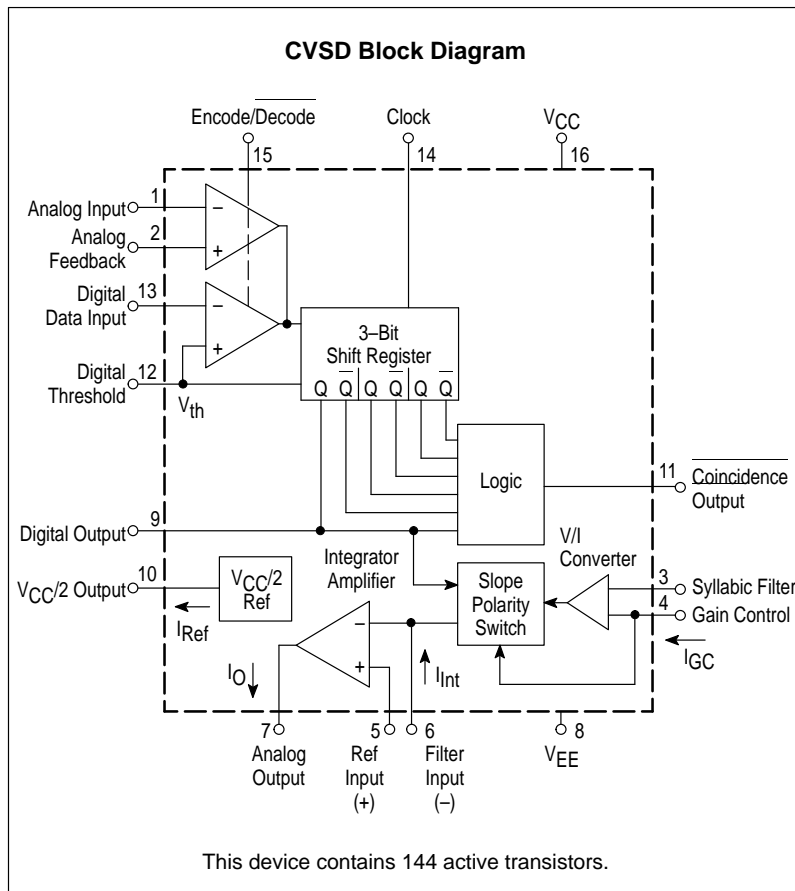 CVSD Block Diagram
Encode/Decode
Clock
VCC
15
14
16
Analog Input
1
Analog
Feedback
2
Digital
Data Input
13
Digital
Threshold
12
Vth
–
+
–
+
3–Bit
Shift Register
Q Q Q Q Q Q
Logic
11
Coincidence
Output
Digital Output
9
VCC/2 Output
10
VCC/2
Ref
IRef
Integrator
Amplifier
V/I
Converter
Slope
Polarity
Switch
3
Syllabic Filter
4
Gain Control
IGC
–
+
IO
IInt
7
Analog
Output
5
Ref
Input
(+)
6
Filter
Input
(–)
8
VEE
This device contains 144 active transistors.